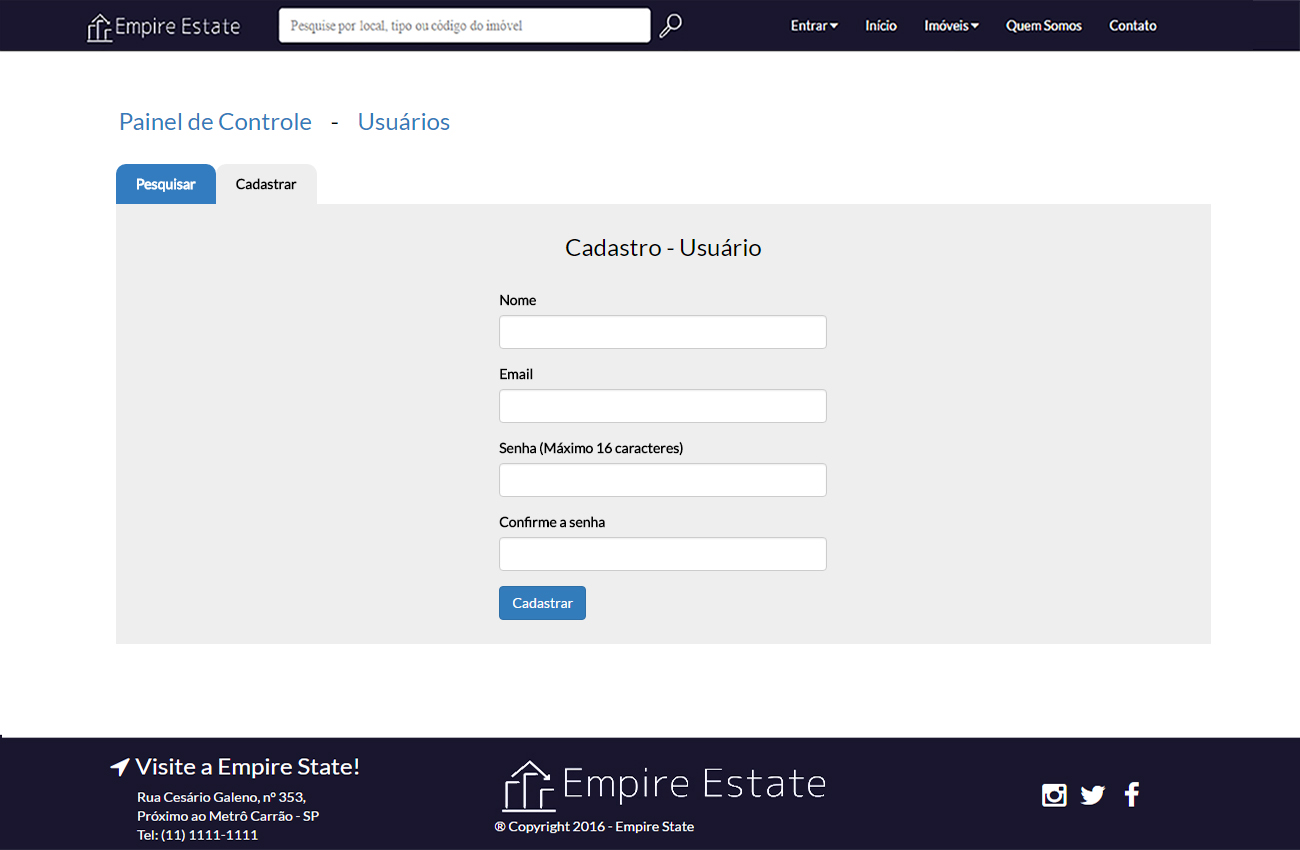 Empire Estate
Pesquise por local, tipo ou código do imóvel
Entrar Início Imóveis Quem Somos Contato
Painel de Controle - Usuários
Pesquisar Cadastrar
Cadastro - Usuário
Nome
Email
Senha (Máximo 16 caracteres)
Confirme a senha
Cadastrar
Visite a Empire State!
Rua Cesário Galeno, nº 353,
Próximo ao Metrô Carrão - SP
Tel: (11) 1111-1111
Empire Estate
® Copyright 2016 - Empire State